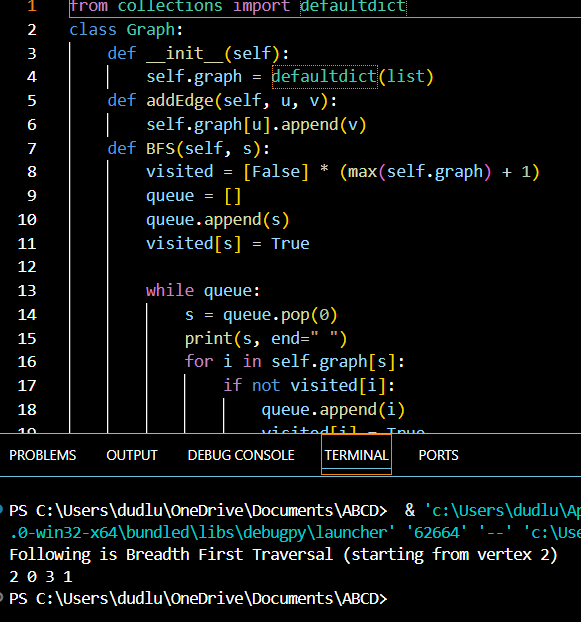 1 from collections import defaultdict
2 class Graph:
3     def __init__(self):
4         self.graph = defaultdict(list)
5     def addEdge(self, u, v):
6         self.graph[u].append(v)
7     def BFS(self, s):
8         visited = [False] * (max(self.graph) + 1)
9         queue = []
10         queue.append(s)
11         visited[s] = True
12
13         while queue:
14             s = queue.pop(0)
15             print(s, end=" ")
16             for i in self.graph[s]:
17                 if not visited[i]:
18                     queue.append(i)
19                     visited[i] = True
PROBLEMS OUTPUT DEBUG CONSOLE TERMINAL PORTS
PS C:\Users\dudlu\OneDrive\Documents\ABCD>  & 'c:\Users\dudlu\Ap
.0-win32-x64\bundled\libs\debugpy\launcher' '62664' '--' 'c:\Use
Following is Breadth First Traversal (starting from vertex 2)
2 0 3 1
PS C:\Users\dudlu\OneDrive\Documents\ABCD>